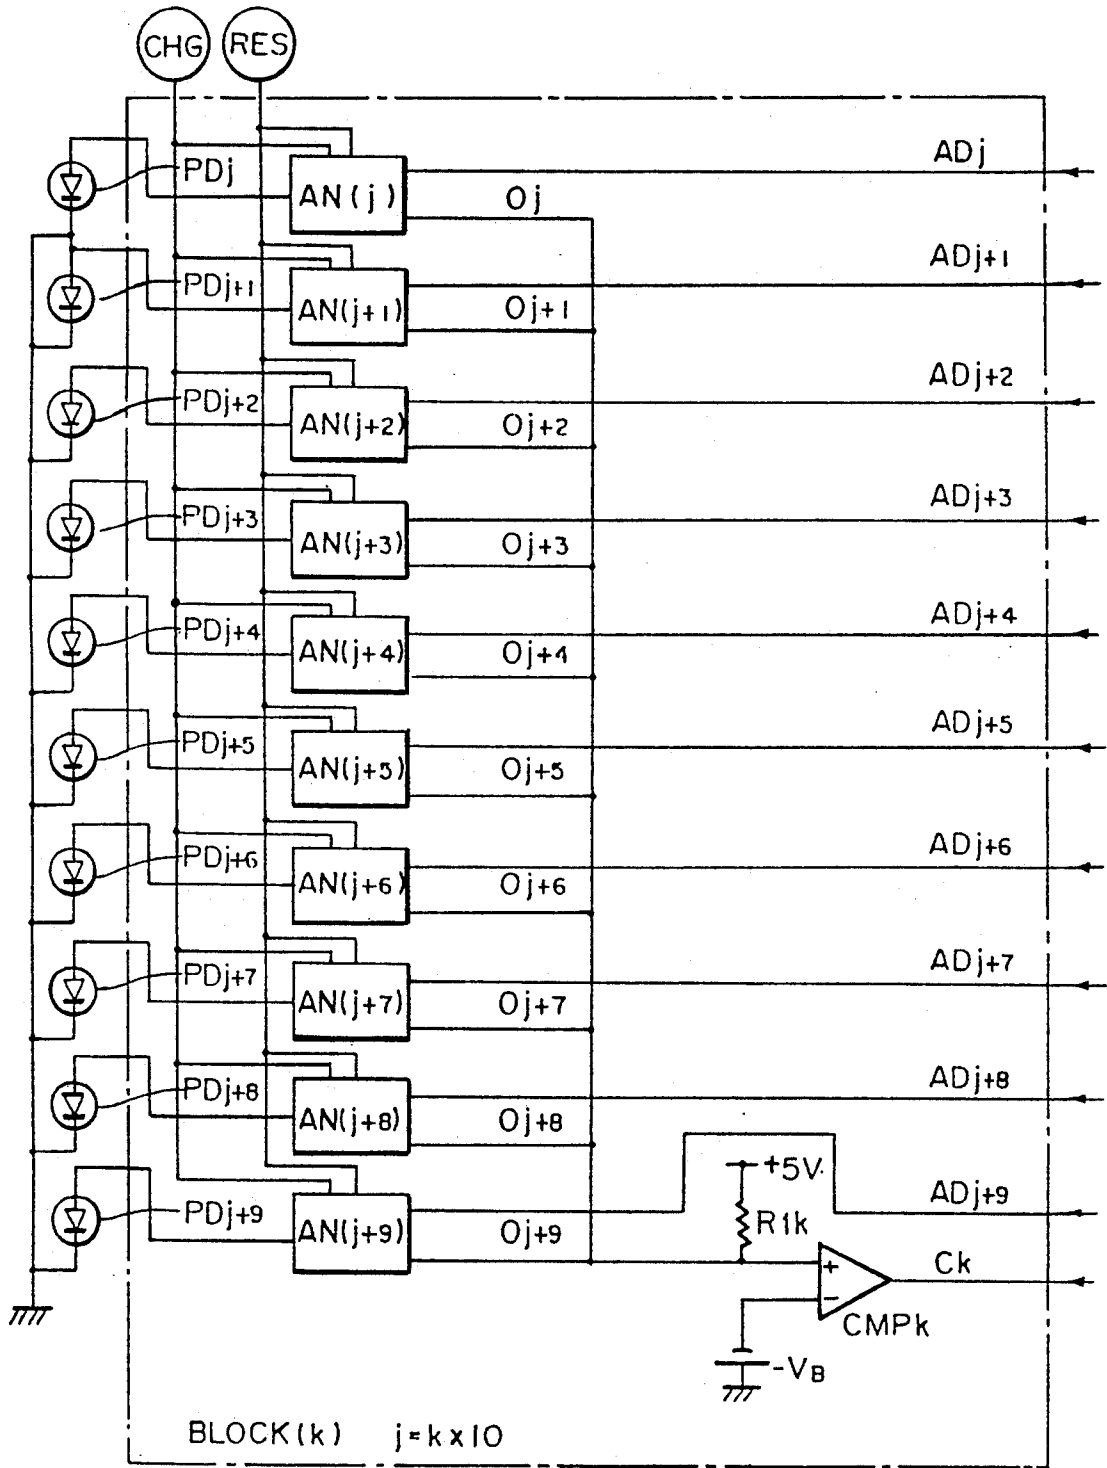 CHG RES
PDj AN(j) Oj ADj
PDj+1 AN(j+1) Oj+1 ADj+1
PDj+2 AN(j+2) Oj+2 ADj+2
PDj+3 AN(j+3) Oj+3 ADj+3
PDj+4 AN(j+4) Oj+4 ADj+4
PDj+5 AN(j+5) Oj+5 ADj+5
PDj+6 AN(j+6) Oj+6 ADj+6
PDj+7 AN(j+7) Oj+7 ADj+7
PDj+8 AN(j+8) Oj+8 ADj+8
+5V
PDj+9 AN(j+9) Oj+9 R1k ADj+9
+ Ck
−
CMPk
-VB
BLOCK(k) j=k×10